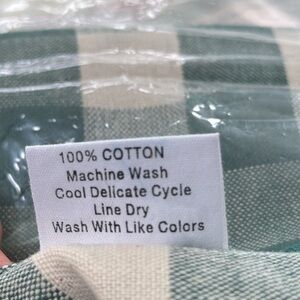 100% COTTON
Machine Wash
Cool Delicate Cycle
Line Dry
Wash With Like Colors